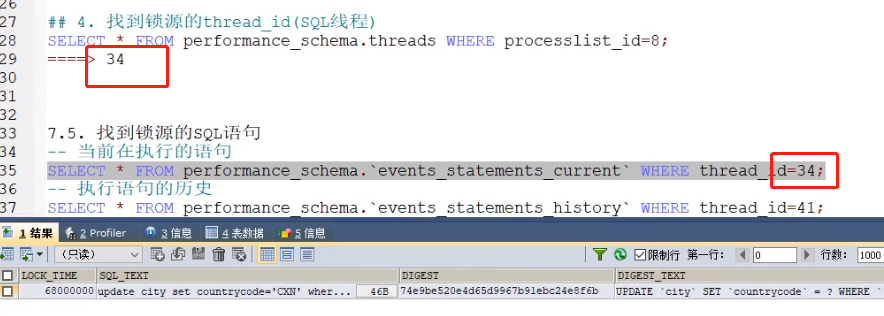 26
27 ## 4. 找到锁源的thread_id(SQL线程)
28 SELECT * FROM performance_schema.threads WHERE processlist_id=8;
29 ====> 34
30
31
32
33 7.5. 找到锁源的SQL语句
34 -- 当前在执行的语句
35 SELECT * FROM performance_schema.`events_statements_current` WHERE thread_id=34;
36 -- 执行语句的历史
37 SELECT * FROM performance_schema.`events_statements_history` WHERE thread_id=41;
1 结果 2 Profiler 3 信息 4 表数据 5 信息
(只读) 限制行 第一行: 0 行数: 1000
LOCK_TIME SQL_TEXT DIGEST DIGEST_TEXT
68000000 update city set countrycode='CXN' wher... 46B 74e9be520e4d65d9967b91ebc24e8f6b UPDATE `city` SET `countrycode` = ? WHERE `